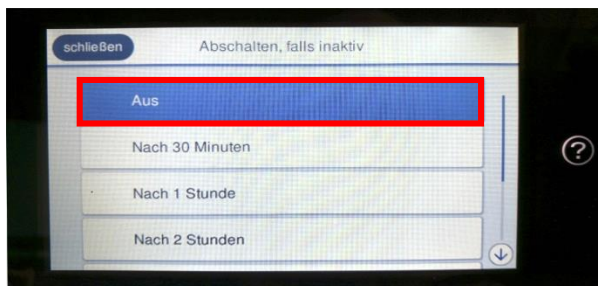 schließen
Abschalten, falls inaktiv
Aus
Nach 30 Minuten
Nach 1 Stunde
Nach 2 Stunden
?